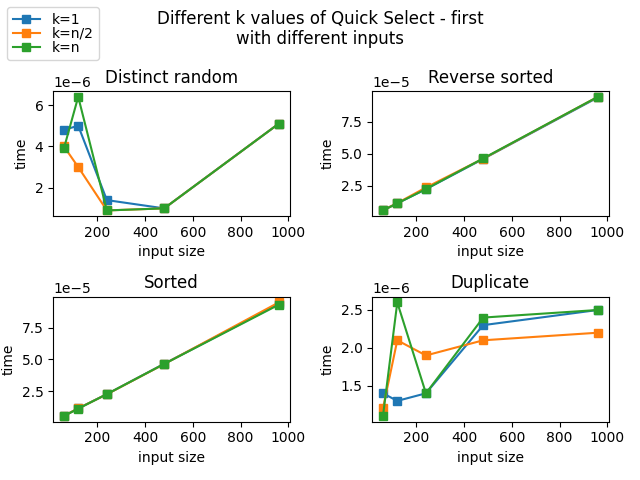 Different k values of Quick Select - first
with different inputs
k=1
k=n/2
k=n
Distinct random
1e−6
6
4
2
time
200 400 600 800 1000
input size
Reverse sorted
1e−5
7.5
5.0
2.5
time
200 400 600 800 1000
input size
Sorted
1e−5
7.5
5.0
2.5
time
200 400 600 800 1000
input size
Duplicate
1e−6
2.5
2.0
1.5
time
200 400 600 800 1000
input size